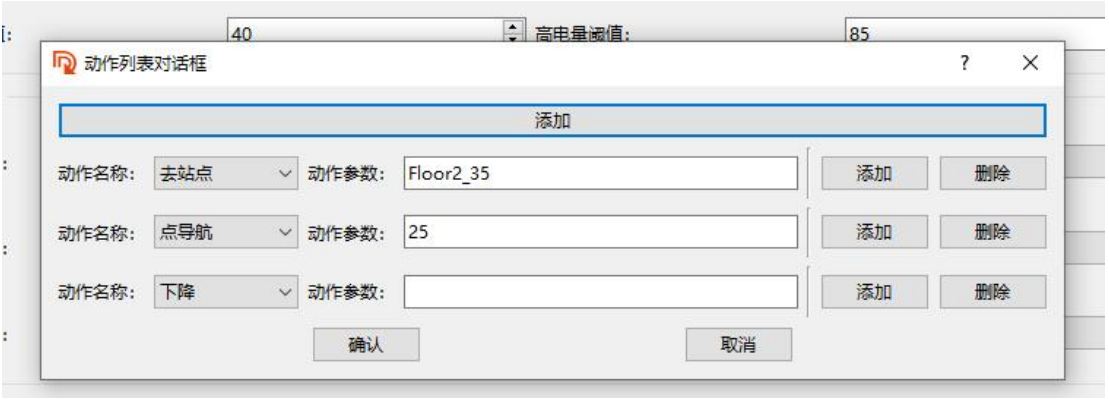 40 高电量阈值: 85
动作列表对话框 ?
添加
动作名称: 去站点 动作参数: Floor2_35 添加 删除
动作名称: 点导航 动作参数: 25 添加 删除
动作名称: 下降 动作参数: 添加 删除
确认 取消